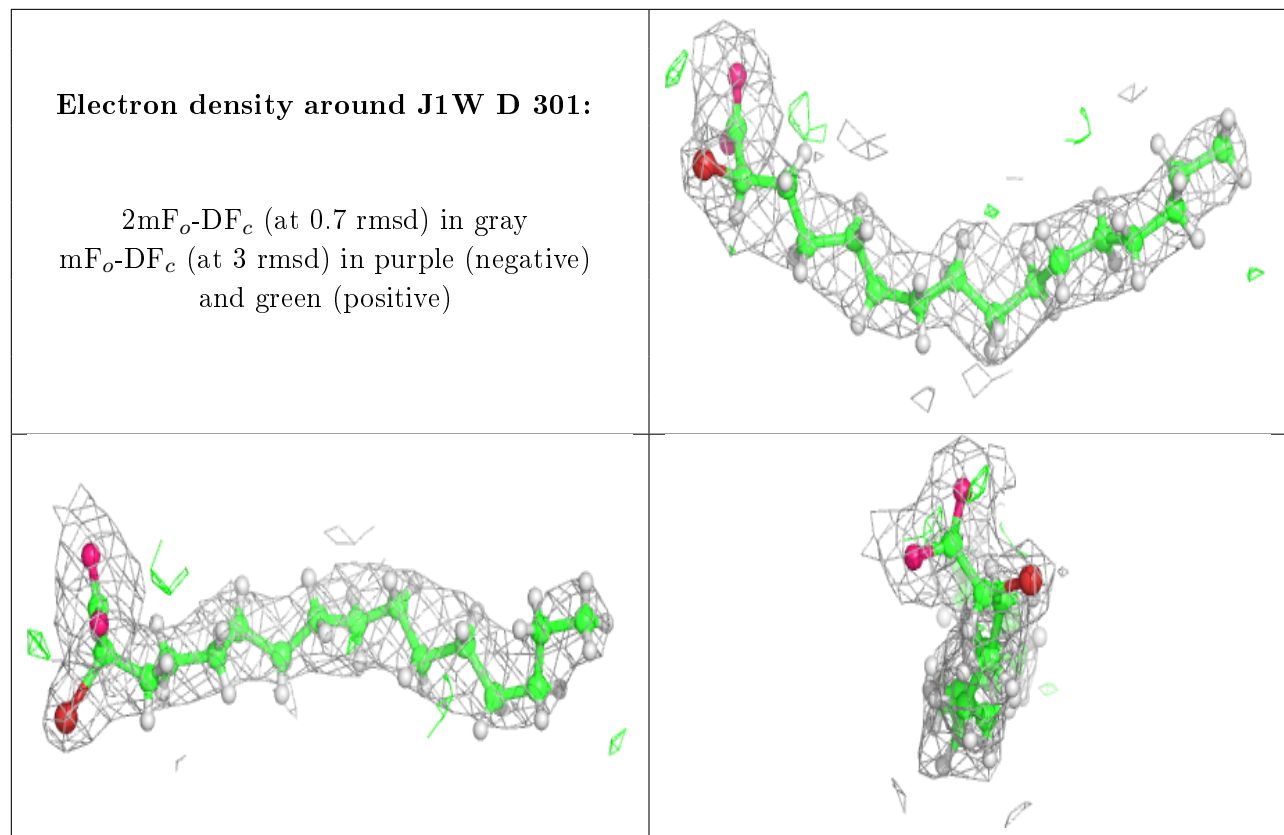 Electron density around J1W D 301:
2mFₒ-DF𝒸 (at 0.7 rmsd) in gray
mFₒ-DF𝒸 (at 3 rmsd) in purple (negative)
and green (positive)